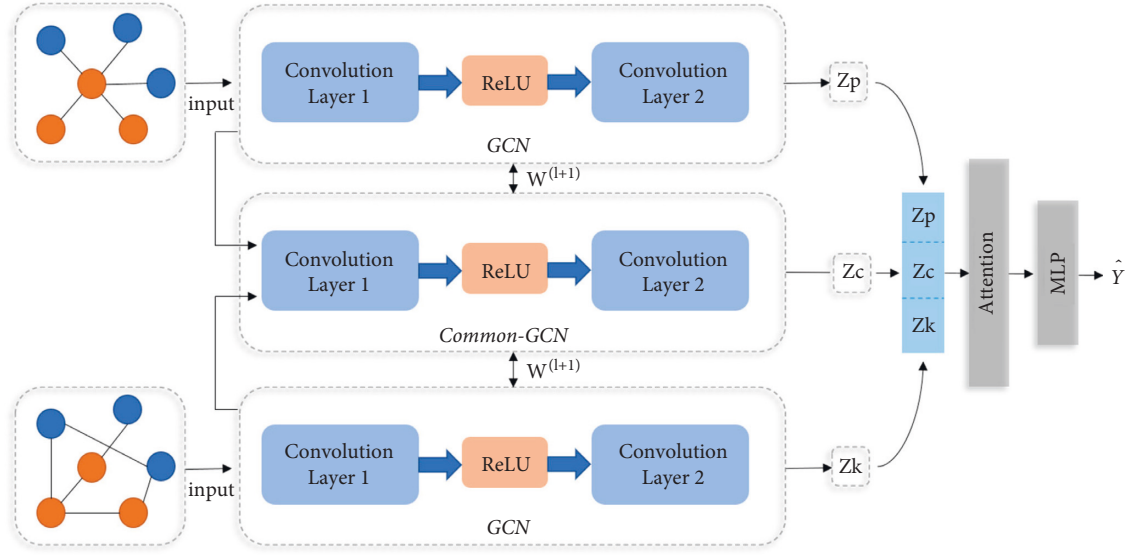 input
Convolution
Layer 1
ReLU
Convolution
Layer 2
GCN
Zp
W(l+1)
Convolution
Layer 1
ReLU
Convolution
Layer 2
Common-GCN
Zc
Zp
Zc
Zk
Attention
MLP
Ŷ
W(l+1)
input
Convolution
Layer 1
ReLU
Convolution
Layer 2
GCN
Zk